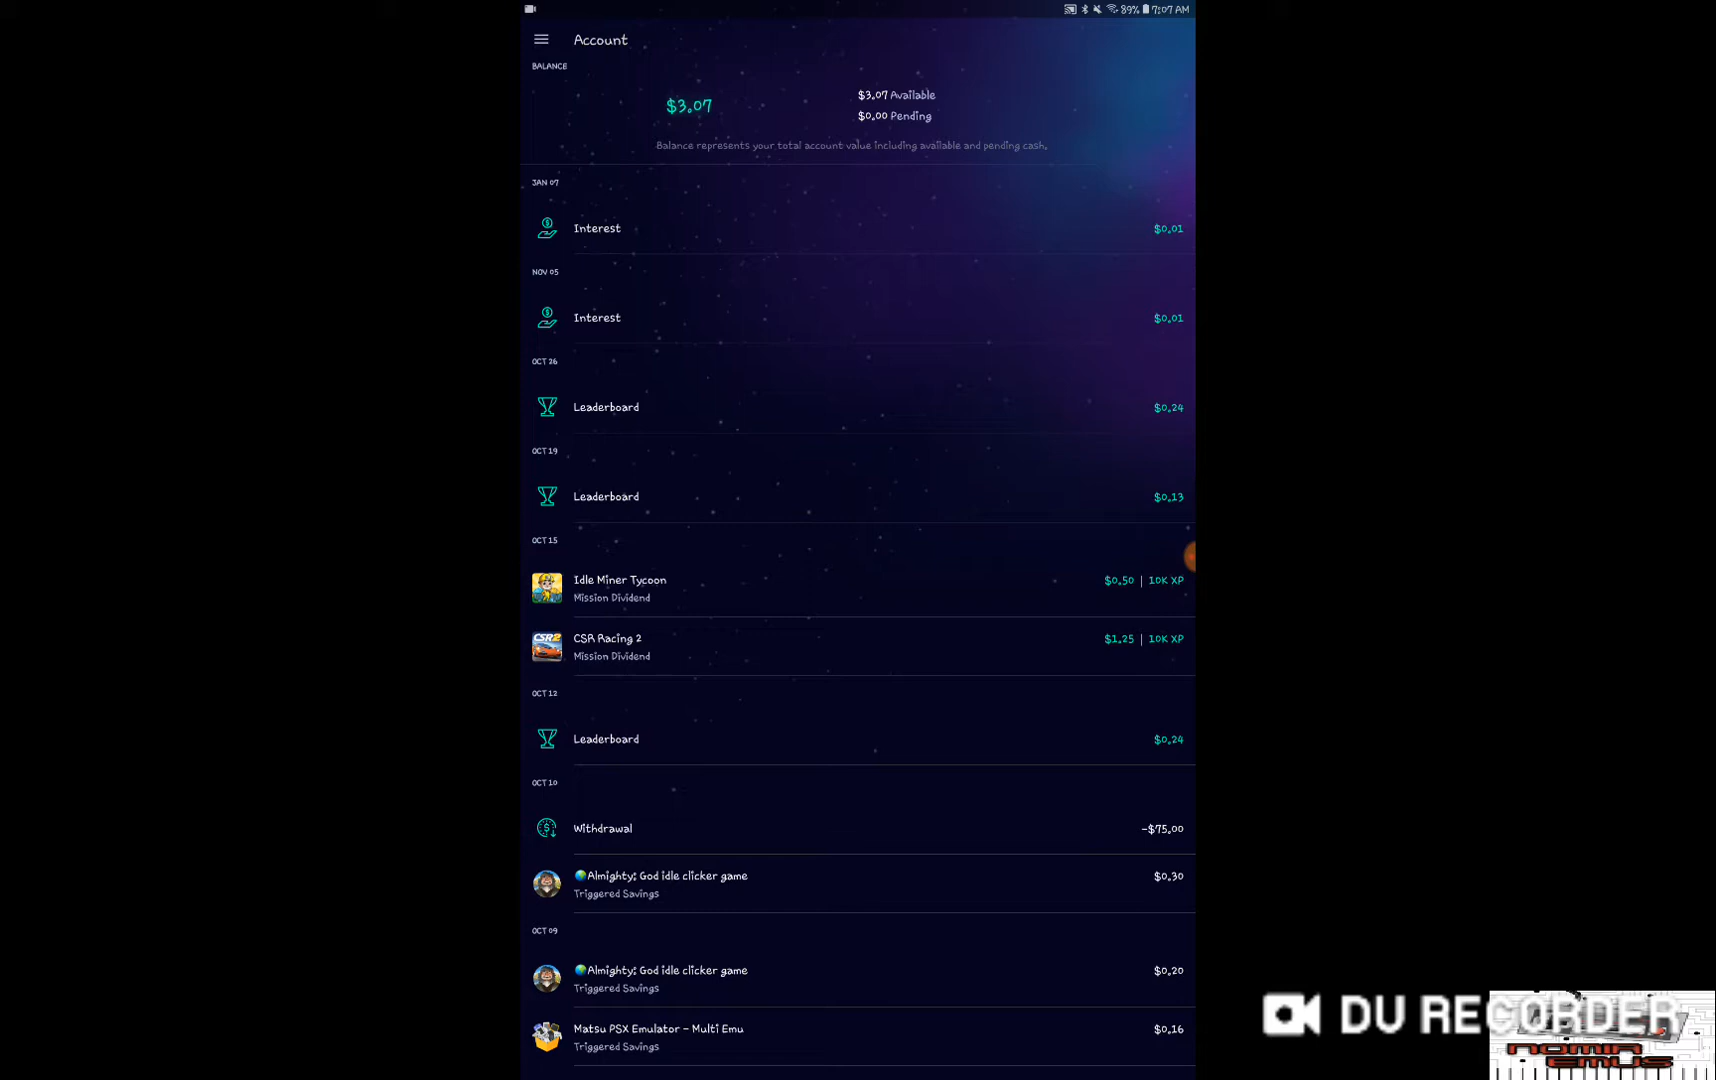 89% 7:07 AM
Account
BALANCE
$3.07
$3.07 Available
$0.00 Pending
Balance represents your total account value including available and pending cash.
JAN 07
Interest $0.01
NOV 05
Interest $0.01
OCT 26
Leaderboard $0.24
OCT 19
Leaderboard $0.13
OCT 15
Idle Miner Tycoon $0.50 | 10K XP
Mission Dividend
CSR Racing 2 $1.25 | 10K XP
Mission Dividend
OCT 12
Leaderboard $0.24
OCT 10
Withdrawal -$75.00
Almighty: God idle clicker game $0.30
Triggered Savings
OCT 09
Almighty: God idle clicker game $0.20
Triggered Savings
Matsu PSX Emulator - Multi Emu $0.16
Triggered Savings
DU RECORDER